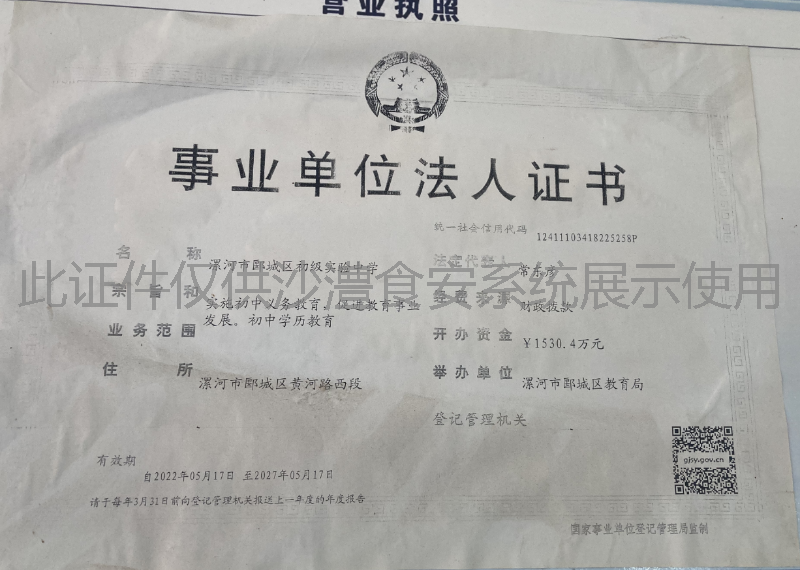 营业执照
事业单位法人证书
统一社会信用代码 12411103418225258P
名称 漯河市郾城区初级实验中学
法定代表人 常东彦
宗旨和业务范围 实施初中义务教育，促进教育事业
发展。初中学历教育
经费来源 财政拨款
开办资金 ￥1530.4万元
住所 漯河市郾城区黄河路西段
举办单位 漯河市郾城区教育局
登记管理机关
有效期
自2022年05月17日 至2027年05月17日
请于每年3月31日前向登记管理机关报送上一年度的年度报告
gjsy.gov.cn
国家事业单位登记管理局监制
此证件仅供沙澧食安系统展示使用